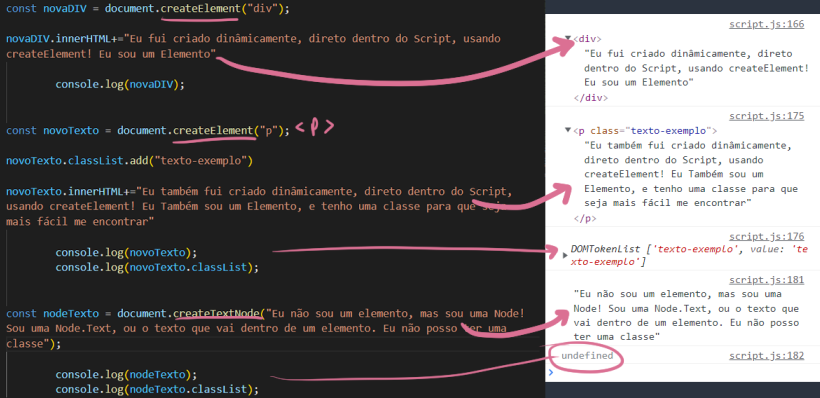 const novaDIV = document.createElement("div");
novaDIV.innerHTML+="Eu fui criado dinâmicamente, direto dentro do Script, usando
createElement! Eu sou um Elemento"
console.log(novaDIV);
const novoTexto = document.createElement("p");
<p>
novoTexto.classList.add("texto-exemplo")
novoTexto.innerHTML+="Eu também fui criado dinâmicamente, direto dentro do Script,
usando createElement! Eu Também sou um Elemento, e tenho uma classe para que seja
mais fácil me encontrar"
console.log(novoTexto);
console.log(novoTexto.classList);
const nodeTexto = document.createTextNode("Eu não sou um elemento, mas sou uma Node!
Sou uma Node.Text, ou o texto que vai dentro de um elemento. Eu não posso ter uma
classe");
console.log(nodeTexto);
console.log(nodeTexto.classList);
script.js:166
<div>
"Eu fui criado dinâmicamente, direto
dentro do Script, usando createElement!
Eu sou um Elemento"
</div>
script.js:175
<p class="texto-exemplo">
"Eu também fui criado dinâmicamente,
direto dentro do Script, usando
createElement! Eu Também sou um
Elemento, e tenho uma classe para que
seja mais fácil me encontrar"
</p>
script.js:176
DOMTokenList ['texto-exemplo', value: 'te
xto-exemplo']
script.js:181
"Eu não sou um elemento, mas sou uma
Node! Sou uma Node.Text, ou o texto que
vai dentro de um elemento. Eu não posso
ter uma classe"
undefined script.js:182